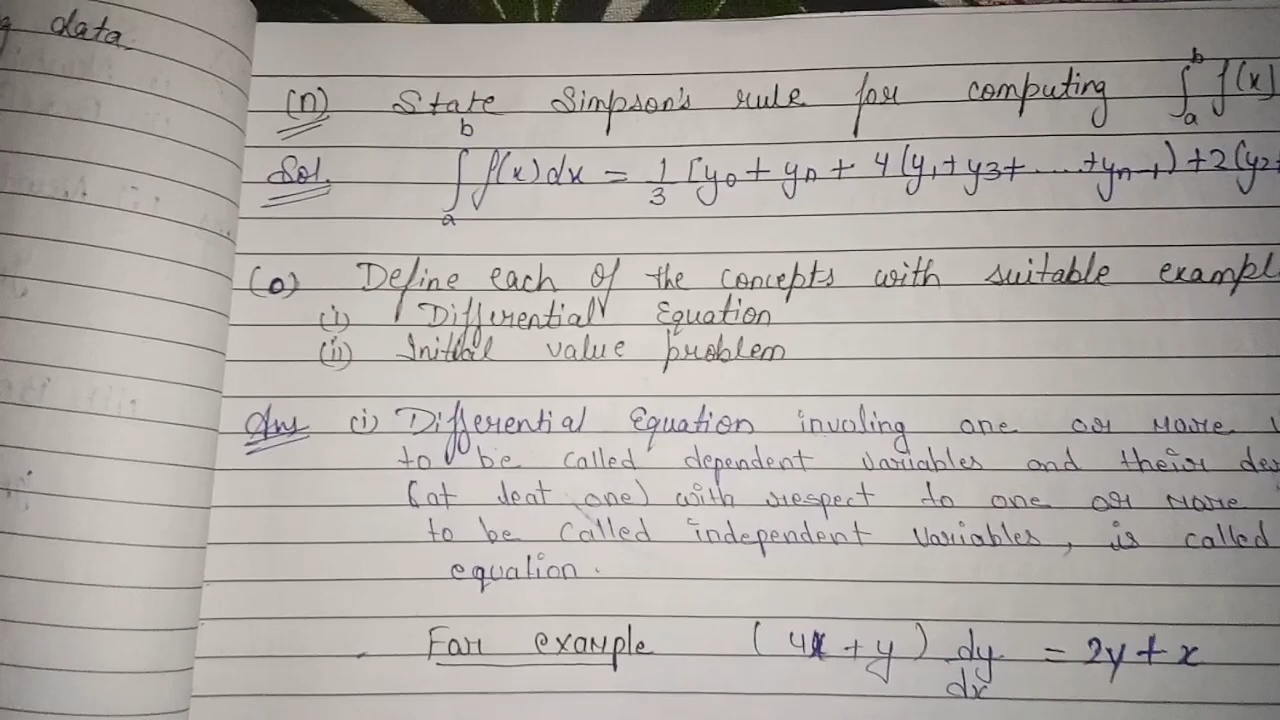 data
(n) State Simpson's rule for computing ∫_a^b f(x)
Sol. ∫_a^b f(x)dx = 1/3 [y₀ + yₙ + 4(y₁+y₃+....+yₙ₋₁) + 2(y₂+
(o) Define each of the concepts with suitable exampl
(i) Differential Equation
(ii) Initial value problem
Ans (i) Differential Equation involing one or more
to be called dependent variables and their de
(at leat one) with respect to one or more
to be called independent variables, is called
equation.
For example (4x + y) dy/dx = 2y + x